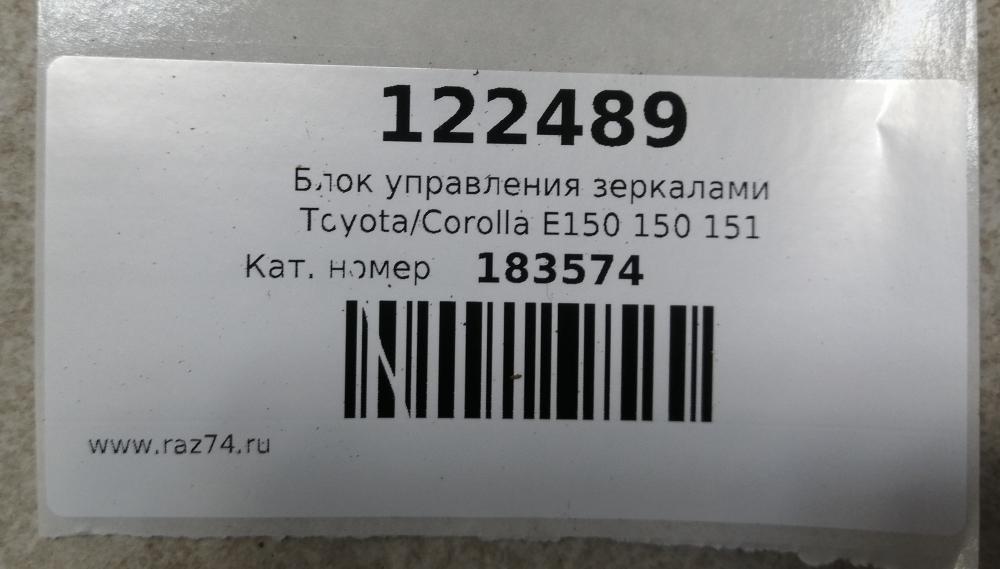 122489
Блок управления зеркалами
Toyota/Corolla E150 150 151
Кат. номер 183574
www.raz74.ru